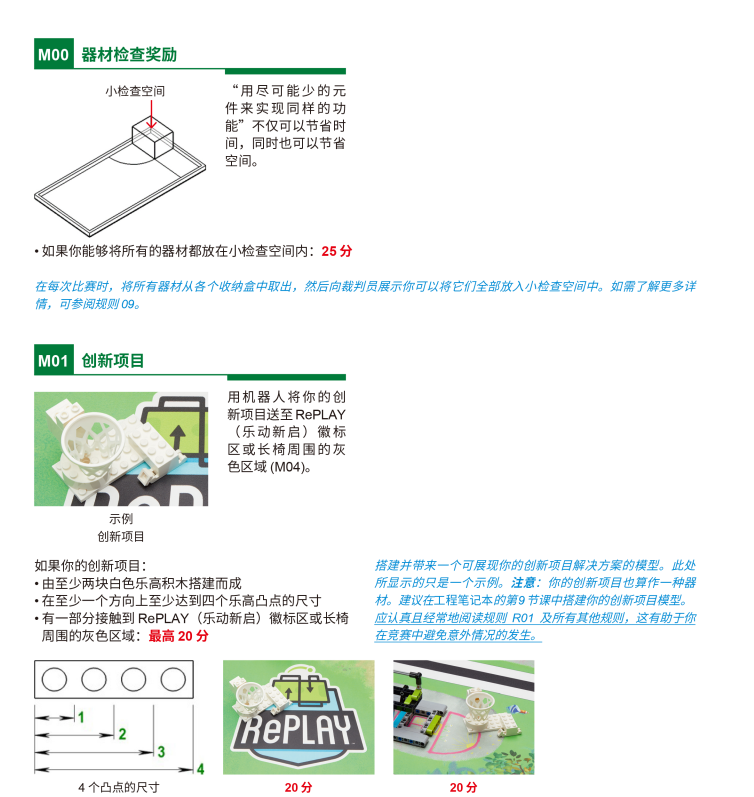 M00 器材检查奖励
小检查空间
“用尽可能少的元
件来实现同样的功
能”不仅可以节省时
间，同时也可以节省
空间。
• 如果你能够将所有的器材都放在小检查空间内：25 分
在每次比赛时，将所有器材从各个收纳盒中取出，然后向裁判员展示你可以将它们全部放入小检查空间中。如需了解更多详
情，可参阅规则 09。
M01 创新项目
用机器人将你的创
新项目送至 RePLAY
（乐动新启）徽标
区或长椅周围的灰
色区域 (M04)。
示例
创新项目
如果你的创新项目：
• 由至少两块白色乐高积木搭建而成
• 在至少一个方向上至少达到四个乐高凸点的尺寸
• 有一部分接触到 RePLAY（乐动新启）徽标区或长椅
周围的灰色区域：最高 20 分
搭建并带来一个可展现你的创新项目解决方案的模型。此处
所显示的只是一个示例。注意：你的创新项目也算作一种器
材。建议在工程笔记本的第 9 节课中搭建你的创新项目模型。
应认真且经常地阅读规则 R01 及所有其他规则，这有助于你
在竞赛中避免意外情况的发生。
1
2
3
4
4 个凸点的尺寸
RePLAY
20 分
20 分